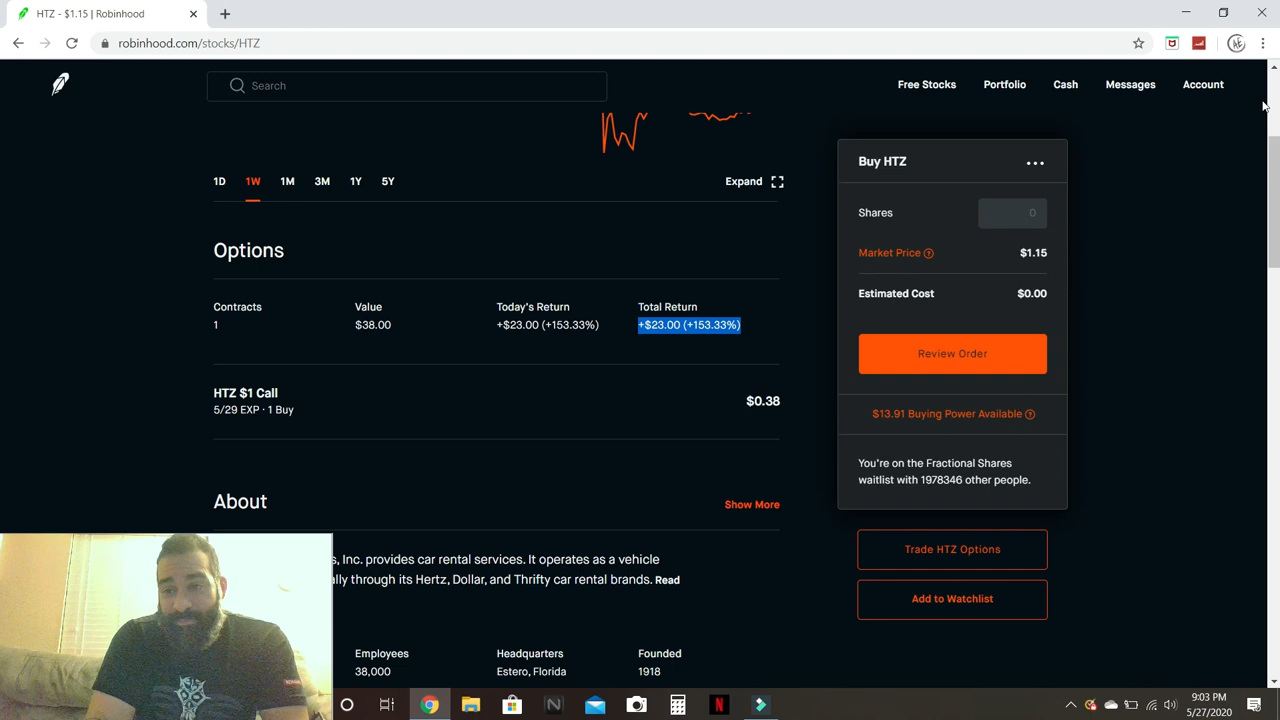 HTZ - $1.15 | Robinhood
robinhood.com/stocks/HTZ
Search
Free Stocks
Portfolio
Cash
Messages
Account
1D
1W
1M
3M
1Y
5Y
Expand
Buy HTZ
Shares
0
Market Price
$1.15
Estimated Cost
$0.00
Review Order
$13.91 Buying Power Available
You're on the Fractional Shares
waitlist with 1978346 other people.
Trade HTZ Options
Add to Watchlist
Options
Contracts
Value
Today's Return
Total Return
1
$38.00
+$23.00 (+153.33%)
+$23.00 (+153.33%)
HTZ $1 Call
5/29 EXP · 1 Buy
$0.38
About
Show More
, Inc. provides car rental services. It operates as a vehicle
lly through its Hertz, Dollar, and Thrifty car rental brands. Read
Employees
Headquarters
Founded
38,000
Estero, Florida
1918
9:03 PM
5/27/2020